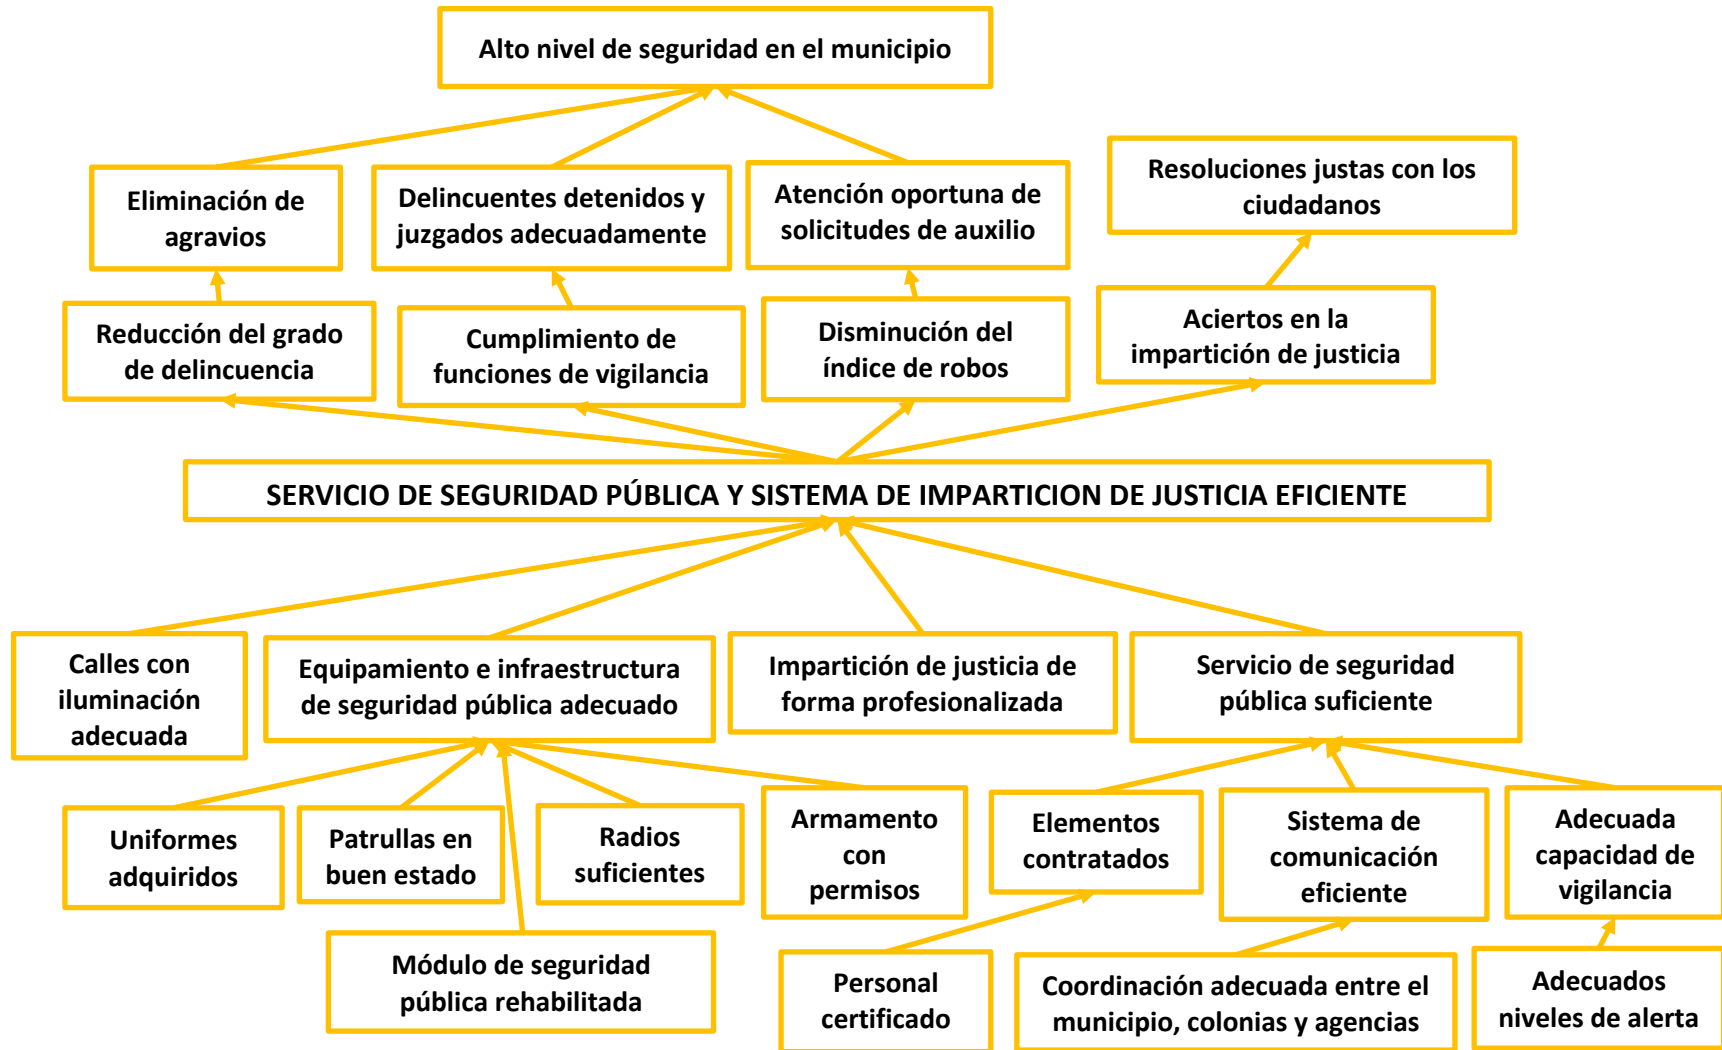 Alto nivel de seguridad en el municipio
Eliminación de
agravios
Delincuentes detenidos y
juzgados adecuadamente
Atención oportuna de
solicitudes de auxilio
Resoluciones justas con los
ciudadanos
Reducción del grado
de delincuencia
Cumplimiento de
funciones de vigilancia
Disminución del
índice de robos
Aciertos en la
impartición de justicia
SERVICIO DE SEGURIDAD PÚBLICA Y SISTEMA DE IMPARTICION DE JUSTICIA EFICIENTE
Calles con
iluminación
adecuada
Equipamiento e infraestructura
de seguridad pública adecuado
Impartición de justicia de
forma profesionalizada
Servicio de seguridad
pública suficiente
Uniformes
adquiridos
Patrullas en
buen estado
Radios
suficientes
Armamento
con
permisos
Elementos
contratados
Sistema de
comunicación
eficiente
Adecuada
capacidad de
vigilancia
Módulo de seguridad
pública rehabilitada
Personal
certificado
Coordinación adecuada entre el
municipio, colonias y agencias
Adecuados
niveles de alerta